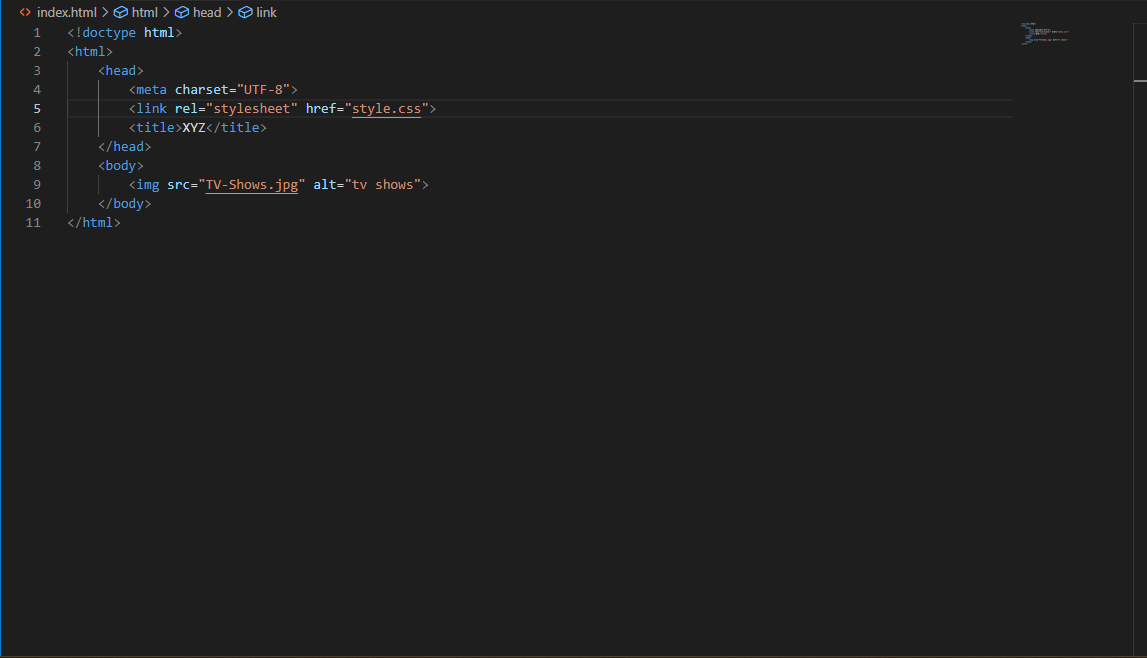 index.html > html > head > link
1 <!doctype html>
2 <html>
3     <head>
4         <meta charset="UTF-8">
5         <link rel="stylesheet" href="style.css">
6         <title>XYZ</title>
7     </head>
8     <body>
9         <img src="TV-Shows.jpg" alt="tv shows">
10     </body>
11 </html>